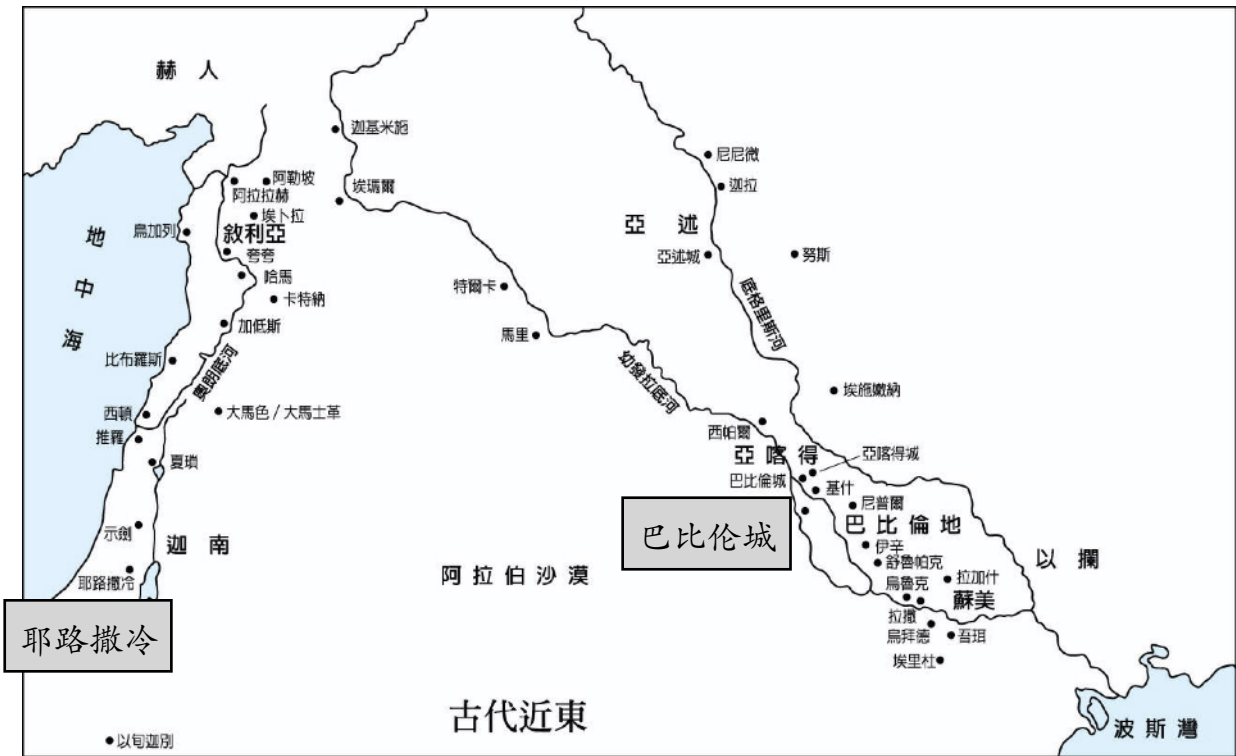 赫人
迦基米施
尼尼微
迦拉
阿勒坡
阿拉拉赫
埃瑪爾
埃卜拉
烏加列
敘利亞
亞述
夸夸
亞述城
努斯
地中海
哈馬
特爾卡
卡特納
底格里斯河
加低斯
馬里
比布羅斯
奧朗底河
幼發拉底河
埃施嫩納
大馬色/大馬士革
西頓
西帕爾
推羅
亞喀得
亞喀得城
夏瑣
巴比倫城
基什
尼普爾
巴比伦城
巴比倫地
示劍
迦南
伊辛
以攔
舒魯帕克
阿拉伯沙漠
耶路撒冷
拉加什
烏魯克
蘇美
耶路撒冷
拉撒
烏拜德
吾珥
埃里杜
古代近東
波斯灣
以旬迦別